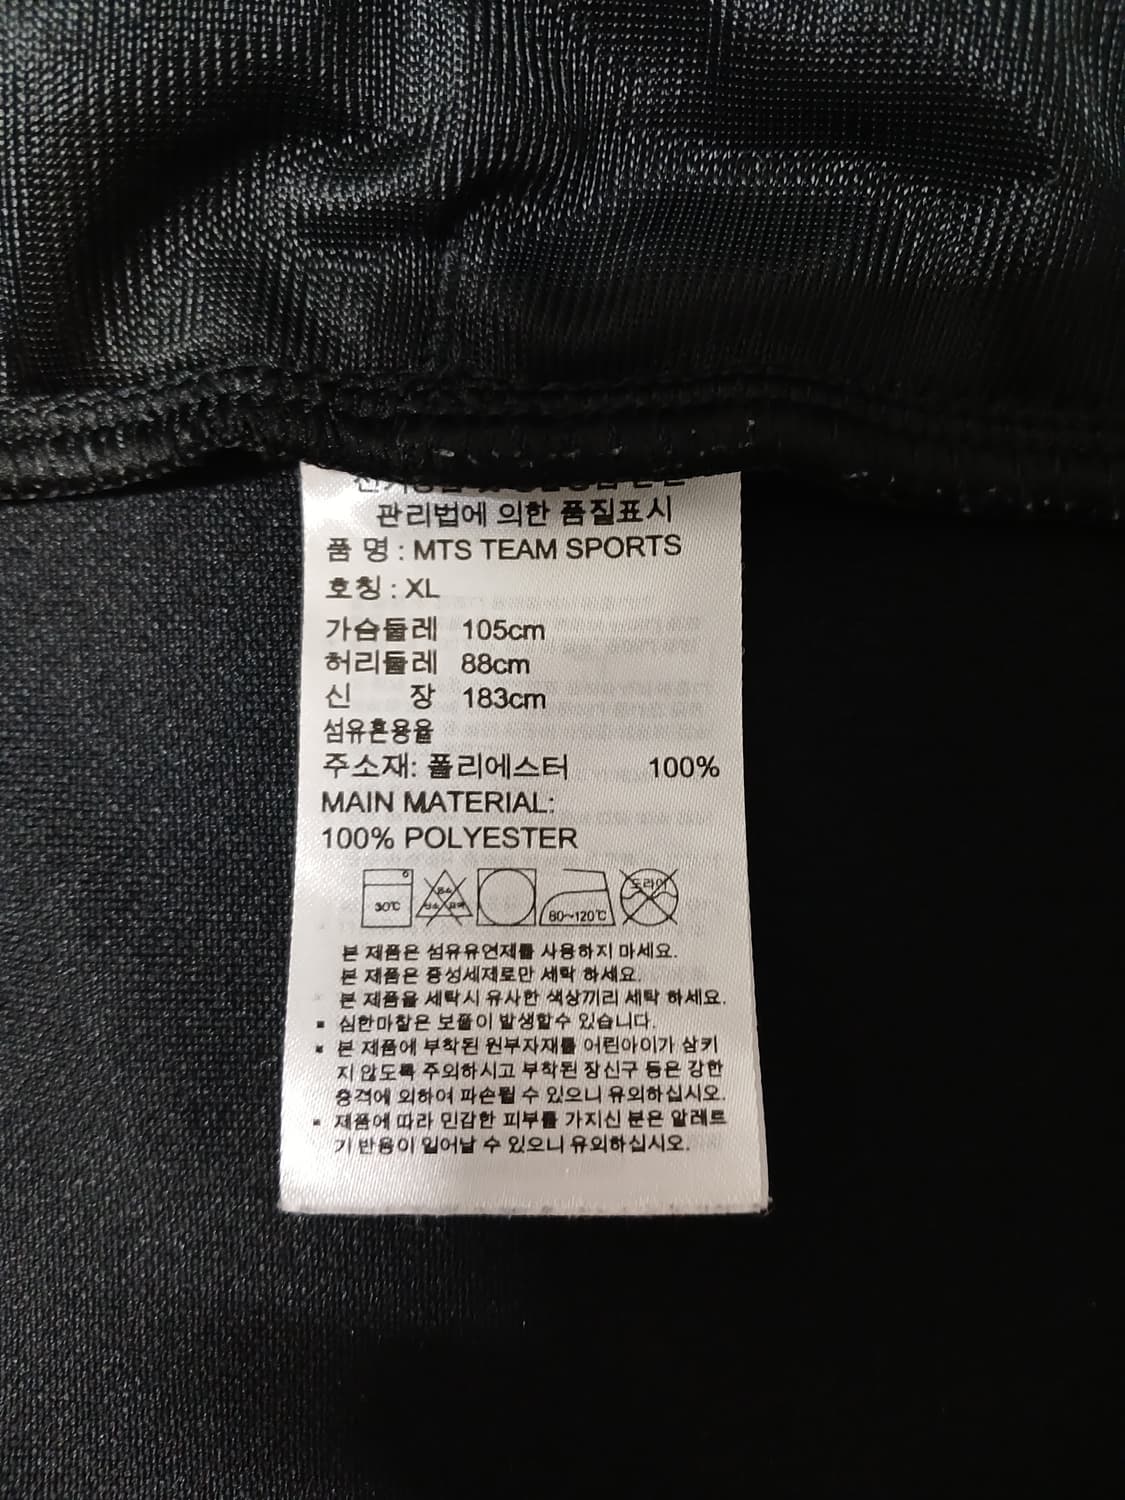 관리법에 의한 품질표시
품 명 : MTS TEAM SPORTS
호칭 : XL
가슴둘레 105cm
허리둘레 88cm
신 장 183cm
섬유혼용율
주소재: 폴리에스터 100%
MAIN MATERIAL:
100% POLYESTER
30℃ 80~120℃ 드라이
본 제품은 섬유유연제를 사용하지 마세요.
본 제품은 중성세제로만 세탁 하세요.
본 제품을 세탁시 유사한 색상끼리 세탁 하세요.
▪ 심한마찰은 보풀이 발생할수 있습니다.
▪ 본 제품에 부착된 원부자재를 어린아이가 삼키
지 않도록 주의하시고 부착된 장신구 등은 강한
충격에 의하여 파손될 수 있으니 유의하십시오.
▪ 제품에 따라 민감한 피부를 가지신 분은 알레르
기 반응이 일어날 수 있으니 유의하십시오.